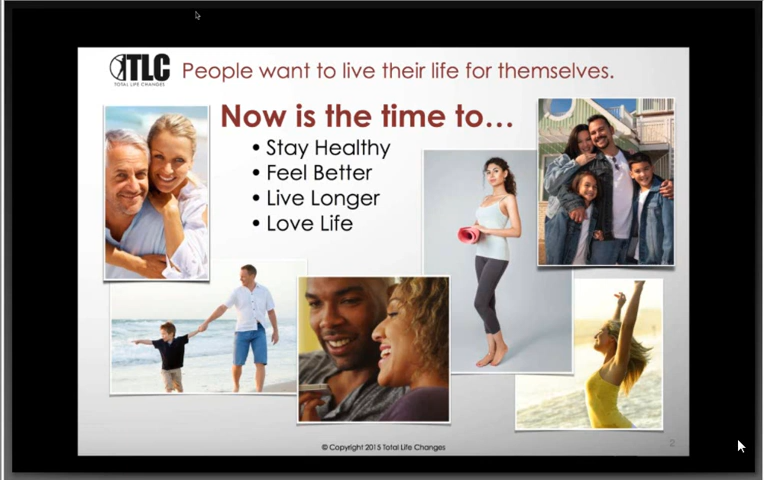 TLC
TOTAL LIFE CHANGES
People want to live their life for themselves.
Now is the time to...
• Stay Healthy
• Feel Better
• Live Longer
• Love Life
© Copyright 2015 Total Life Changes
2